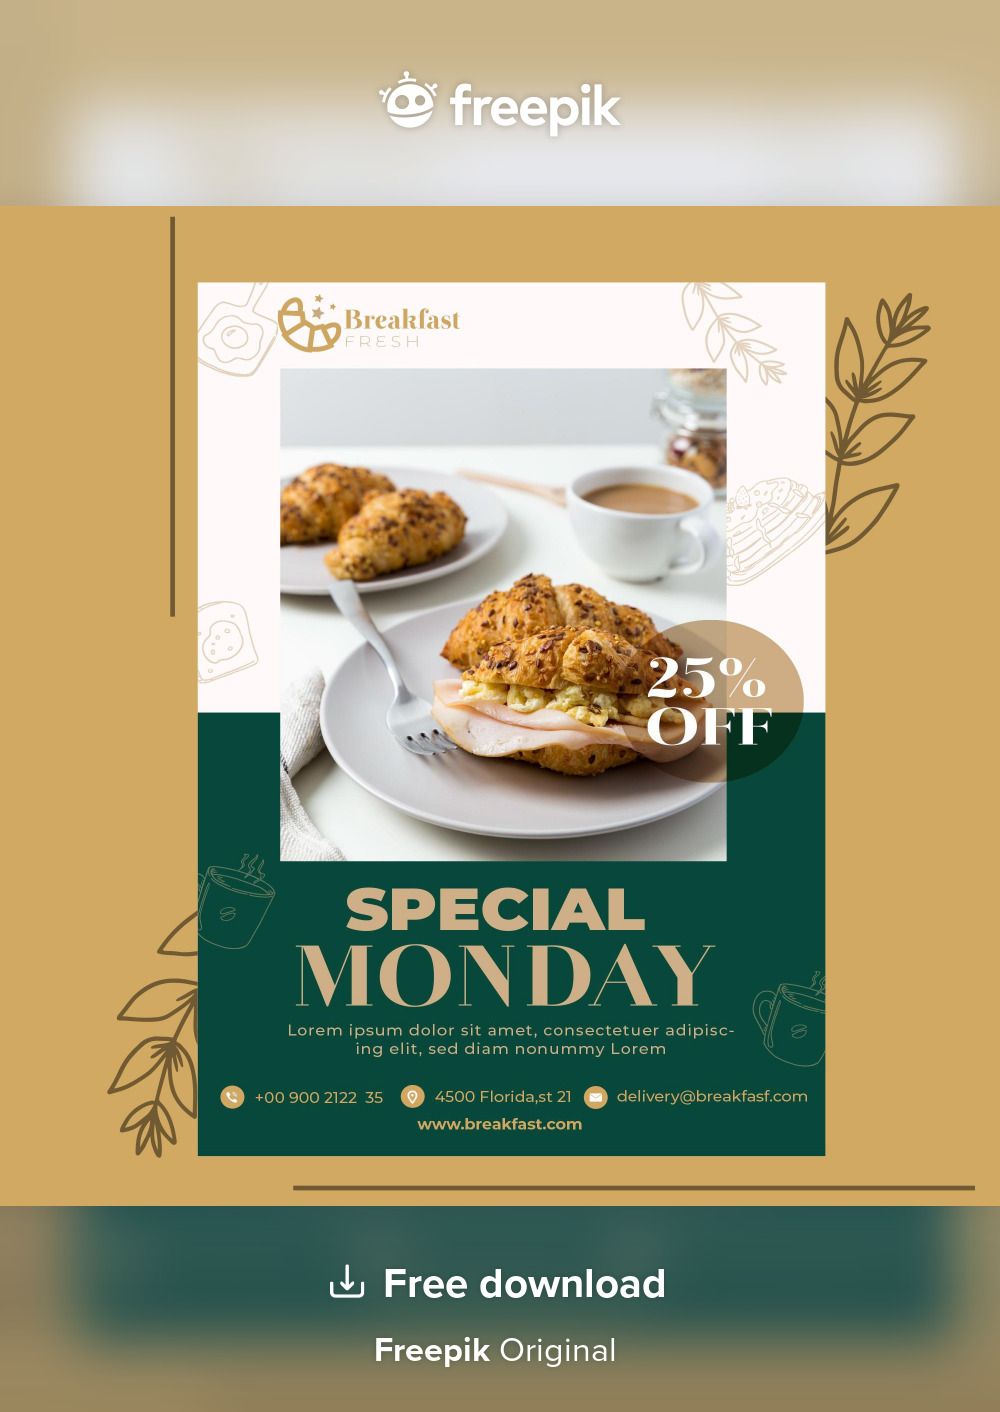 freepik
Breakfast
FRESH
25%
OFF
SPECIAL
MONDAY
Lorem ipsum dolor sit amet, consectetuer adipisc-
ing elit, sed diam nonummy Lorem
+00 900 2122 35 4500 Florida,st 21 delivery@breakfasf.com
www.breakfast.com
Free download
Freepik Original